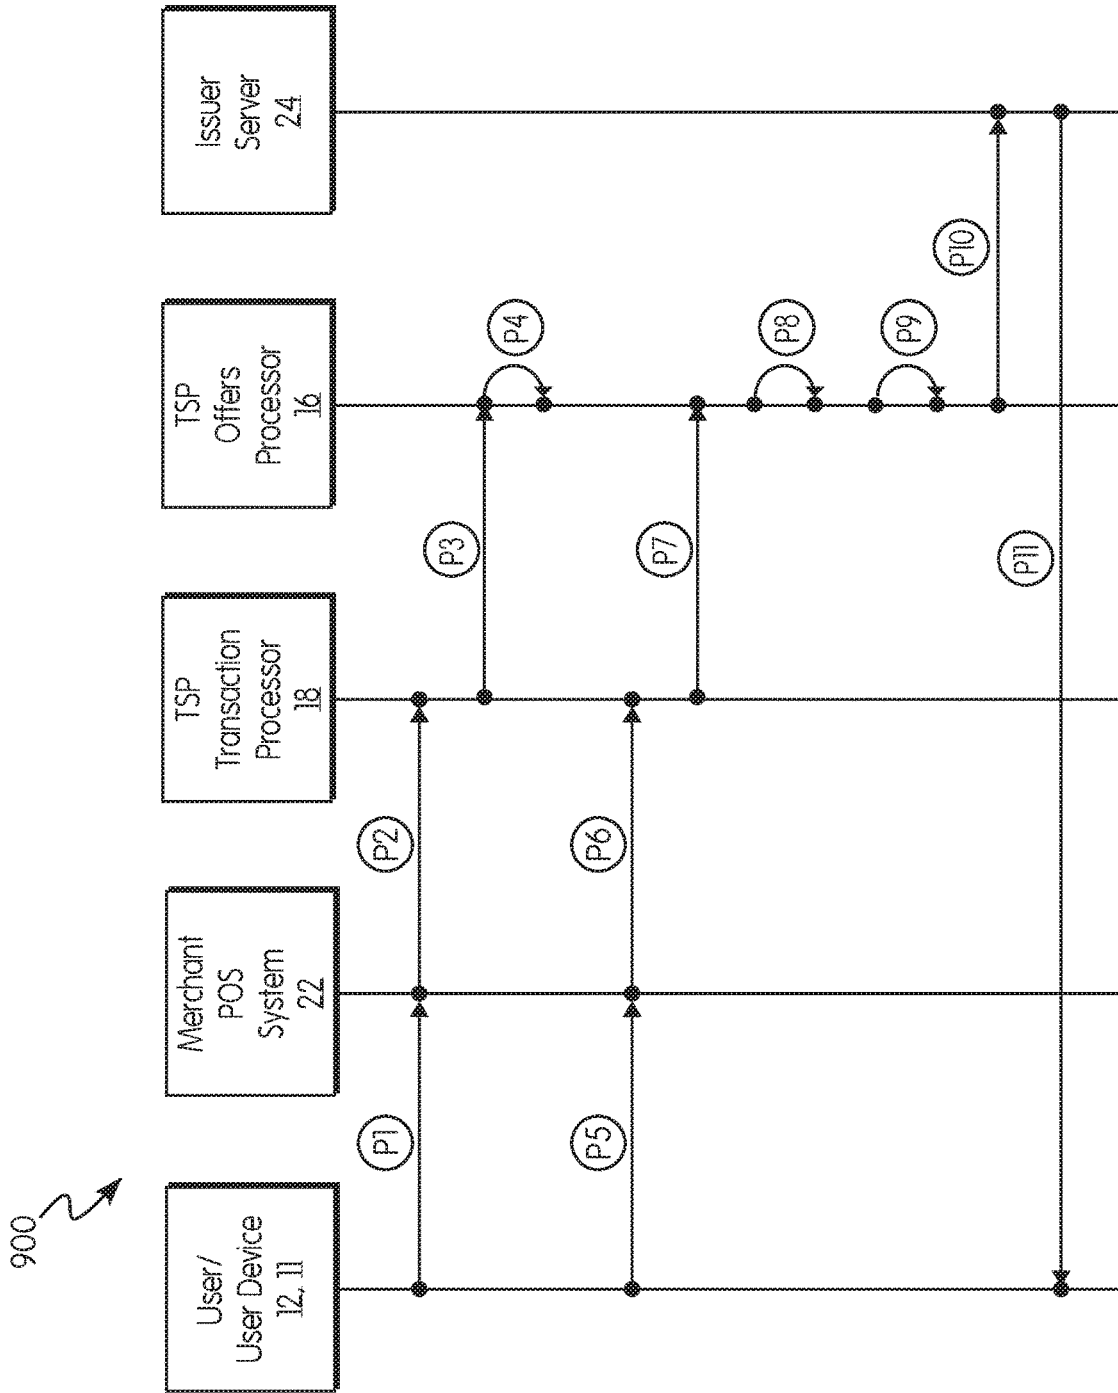 900
User/
User Device
12, 11
Merchant
POS
System
22
TSP
Transaction
Processor
18
TSP
Offers
Processor
16
Issuer
Server
24
P1
P2
P3
P4
P5
P6
P7
P8
P9
P10
P11